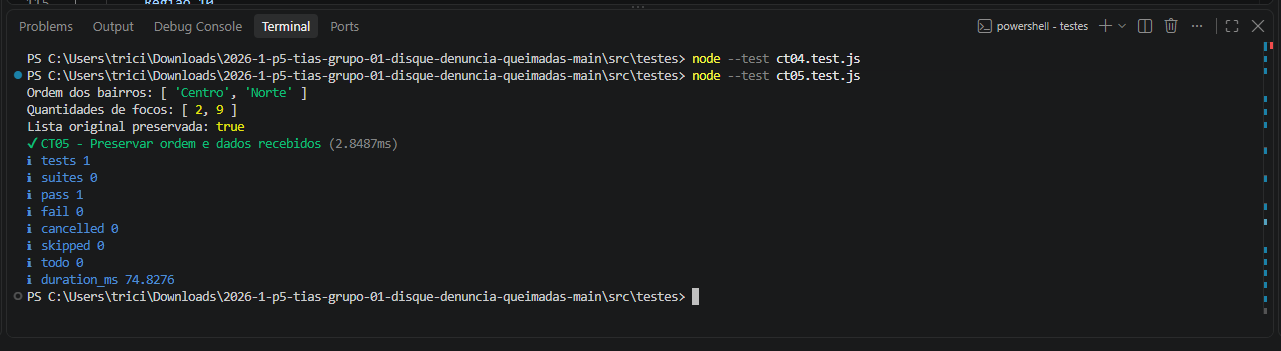 Região 10
Problems Output Debug Console Terminal Ports powershell - testes
PS C:\Users\trici\Downloads\2026-1-p5-tias-grupo-01-disque-denuncia-queimadas-main\src\testes> node --test ct04.test.js
PS C:\Users\trici\Downloads\2026-1-p5-tias-grupo-01-disque-denuncia-queimadas-main\src\testes> node --test ct05.test.js
Ordem dos bairros: [ 'Centro', 'Norte' ]
Quantidades de focos: [ 2, 9 ]
Lista original preservada: true
✔ CT05 - Preservar ordem e dados recebidos (2.8487ms)
ℹ tests 1
ℹ suites 0
ℹ pass 1
ℹ fail 0
ℹ cancelled 0
ℹ skipped 0
ℹ todo 0
ℹ duration_ms 74.8276
PS C:\Users\trici\Downloads\2026-1-p5-tias-grupo-01-disque-denuncia-queimadas-main\src\testes>